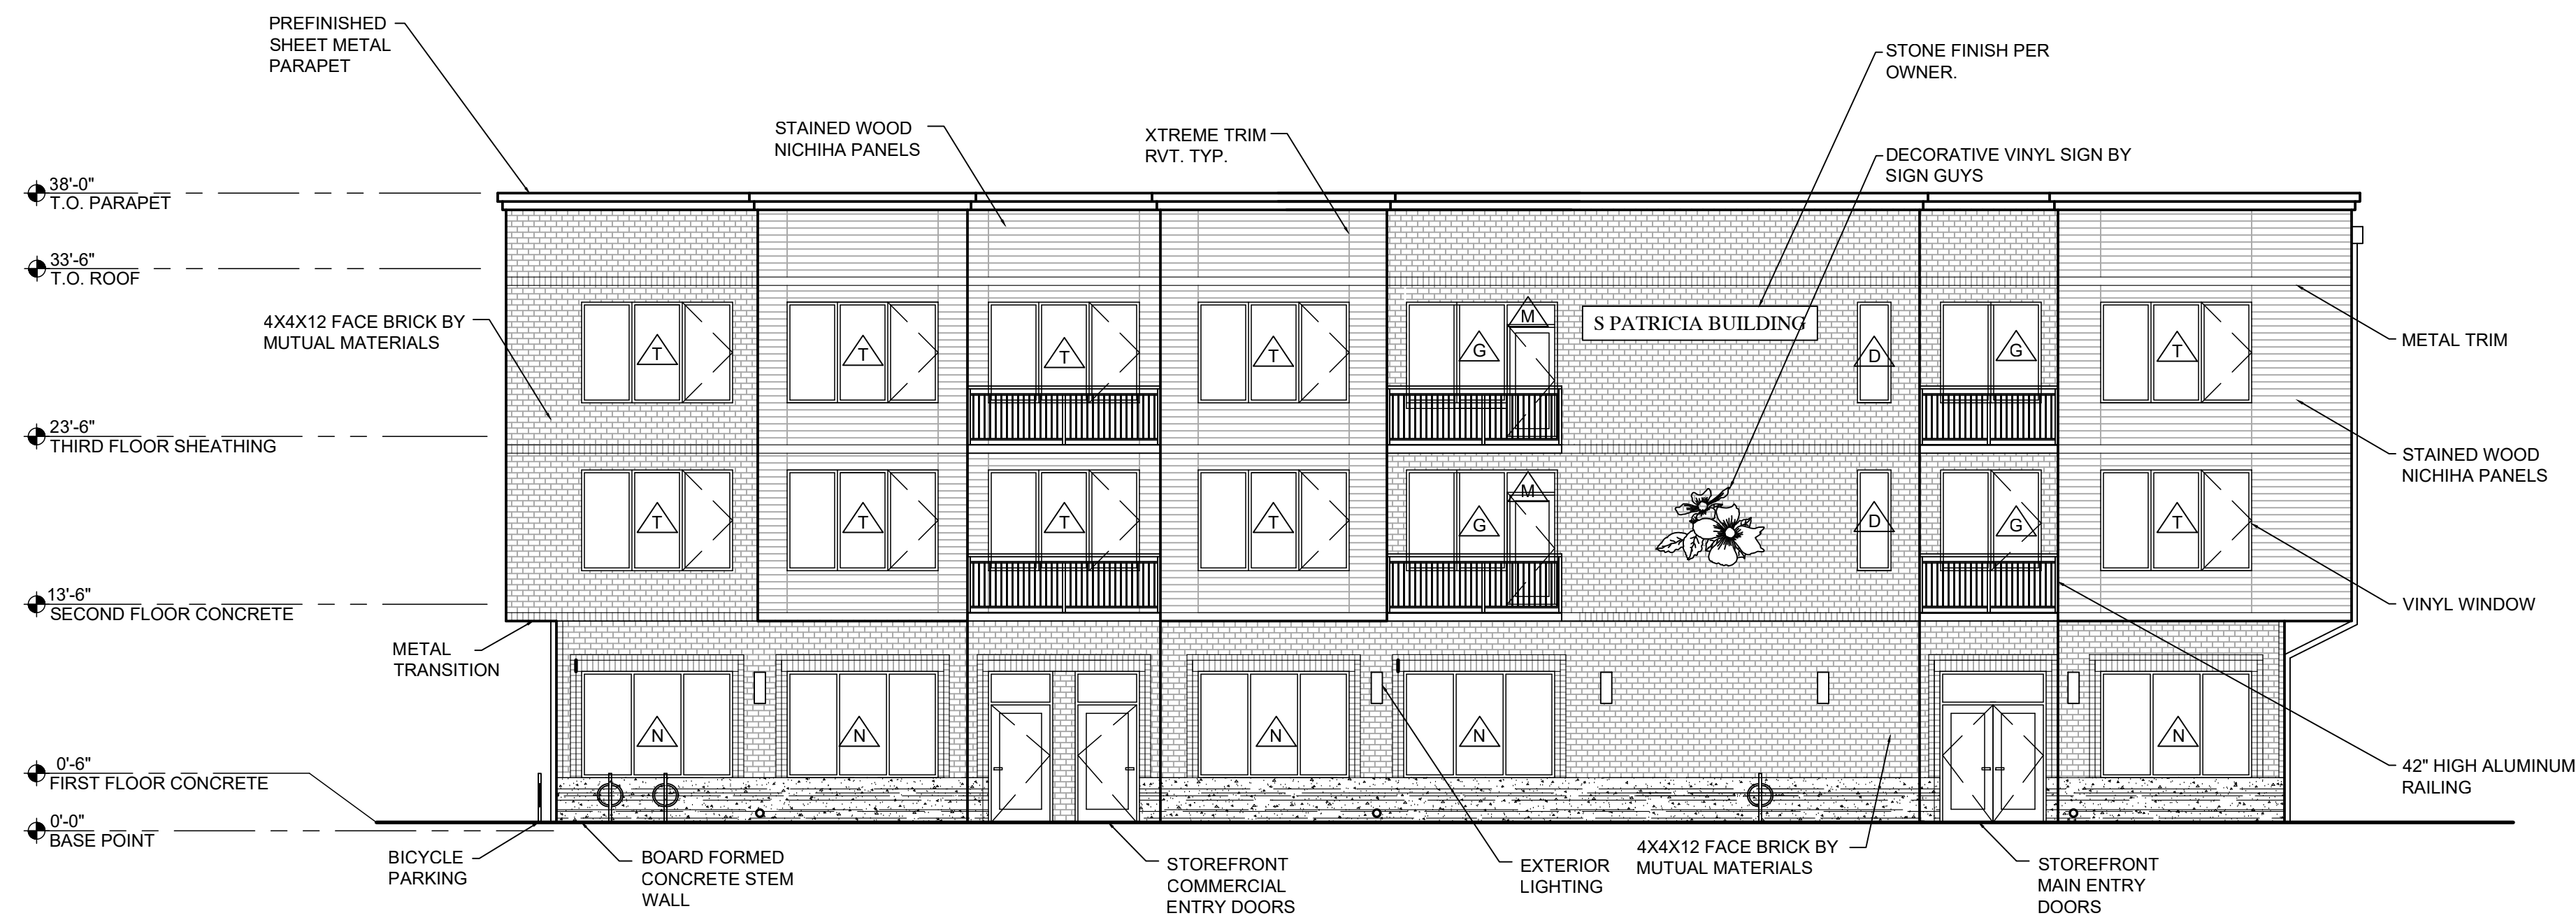 PREFINISHED
SHEET METAL
PARAPET
STONE FINISH PER
OWNER.
STAINED WOOD
NICHIHA PANELS
XTREME TRIM
RVT. TYP.
DECORATIVE VINYL SIGN BY
SIGN GUYS
38'-0"
T.O. PARAPET
33'-6"
T.O. ROOF
4X4X12 FACE BRICK BY
MUTUAL MATERIALS
M
S PATRICIA BUILDING
T
T
T
T
G
D
G
T
METAL TRIM
23'-6"
THIRD FLOOR SHEATHING
STAINED WOOD
NICHIHA PANELS
M
T
T
T
T
G
D
G
T
13'-6"
SECOND FLOOR CONCRETE
VINYL WINDOW
METAL
TRANSITION
N
N
N
N
N
0'-6"
FIRST FLOOR CONCRETE
42" HIGH ALUMINUM
RAILING
0'-0"
BASE POINT
BICYCLE
PARKING
BOARD FORMED
CONCRETE STEM
WALL
STOREFRONT
COMMERCIAL
ENTRY DOORS
EXTERIOR
LIGHTING
4X4X12 FACE BRICK BY
MUTUAL MATERIALS
STOREFRONT
MAIN ENTRY
DOORS